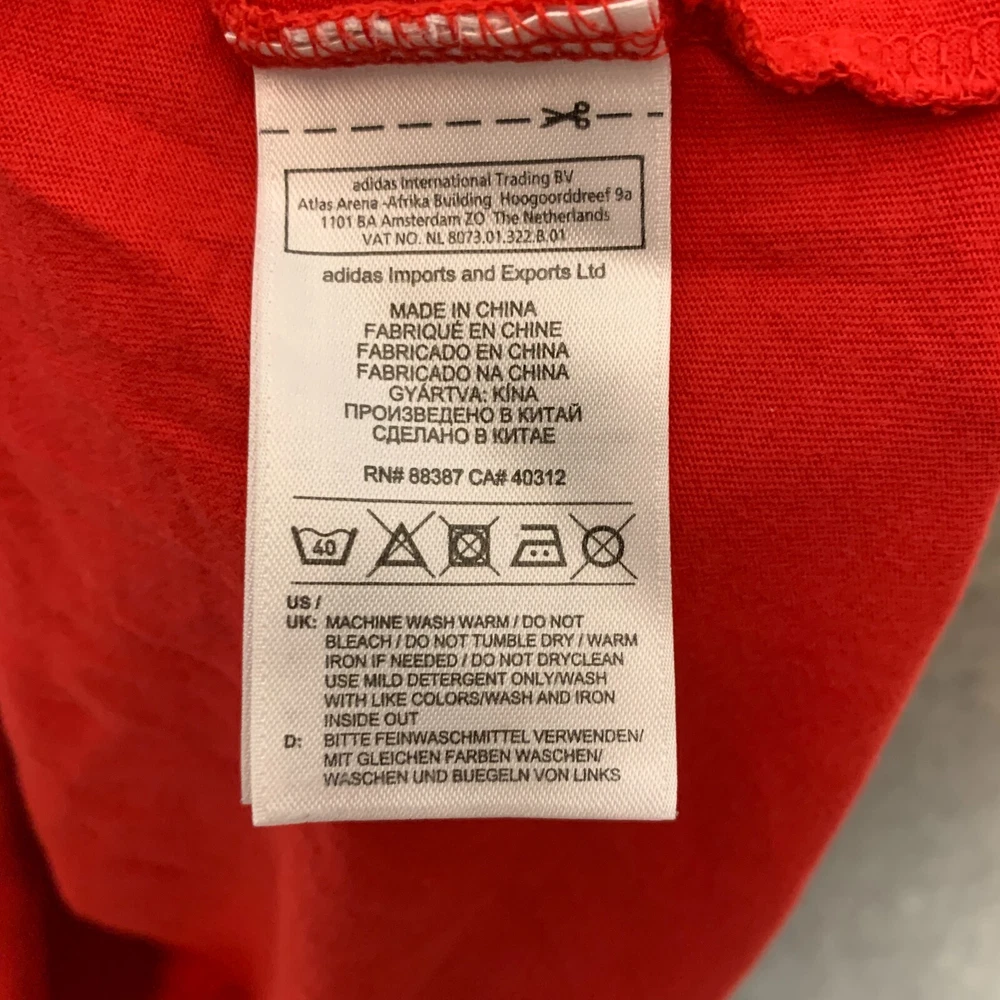 adidas International Trading BV
Atlas Arena -Afrika Building Hoogoorddreef 9a
1101 BA Amsterdam ZO The Netherlands
VAT NO. NL 8073.01.322.B.01
adidas Imports and Exports Ltd
MADE IN CHINA
FABRIQUÉ EN CHINE
FABRICADO EN CHINA
FABRICADO NA CHINA
GYÁRTVA: KÍNA
ПРОИЗВЕДЕНО В КИТАЙ
СДЕЛАНО В КИТАЕ
RN# 88387 CA# 40312
40
US /
UK: MACHINE WASH WARM / DO NOT
BLEACH / DO NOT TUMBLE DRY / WARM
IRON IF NEEDED / DO NOT DRYCLEAN
USE MILD DETERGENT ONLY/WASH
WITH LIKE COLORS/WASH AND IRON
INSIDE OUT
D: BITTE FEINWASCHMITTEL VERWENDEN/
MIT GLEICHEN FARBEN WASCHEN/
WASCHEN UND BUEGELN VON LINKS